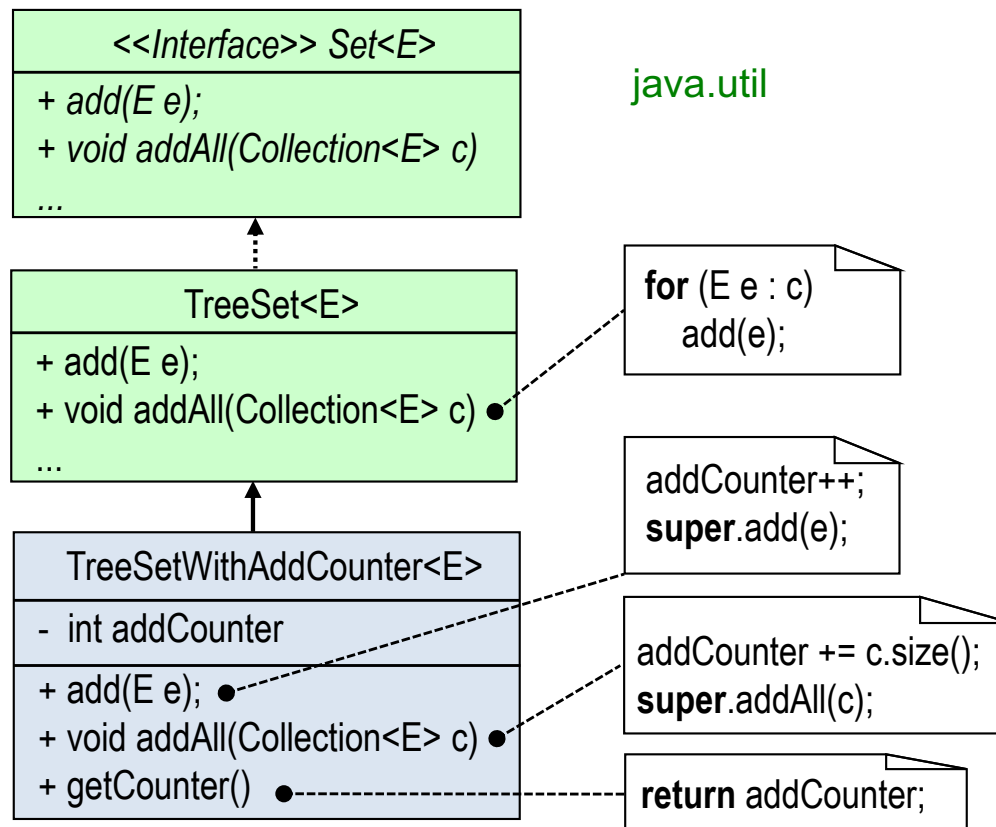 <<Interface>> Set<E>
+ add(E e);
+ void addAll(Collection<E> c)
...
java.util
TreeSet<E>
+ add(E e);
+ void addAll(Collection<E> c)
...
for (E e : c)
add(e);
TreeSetWithAddCounter<E>
- int addCounter
+ add(E e);
+ void addAll(Collection<E> c)
+ getCounter()
addCounter++;
super.add(e);
addCounter += c.size();
super.addAll(c);
return addCounter;